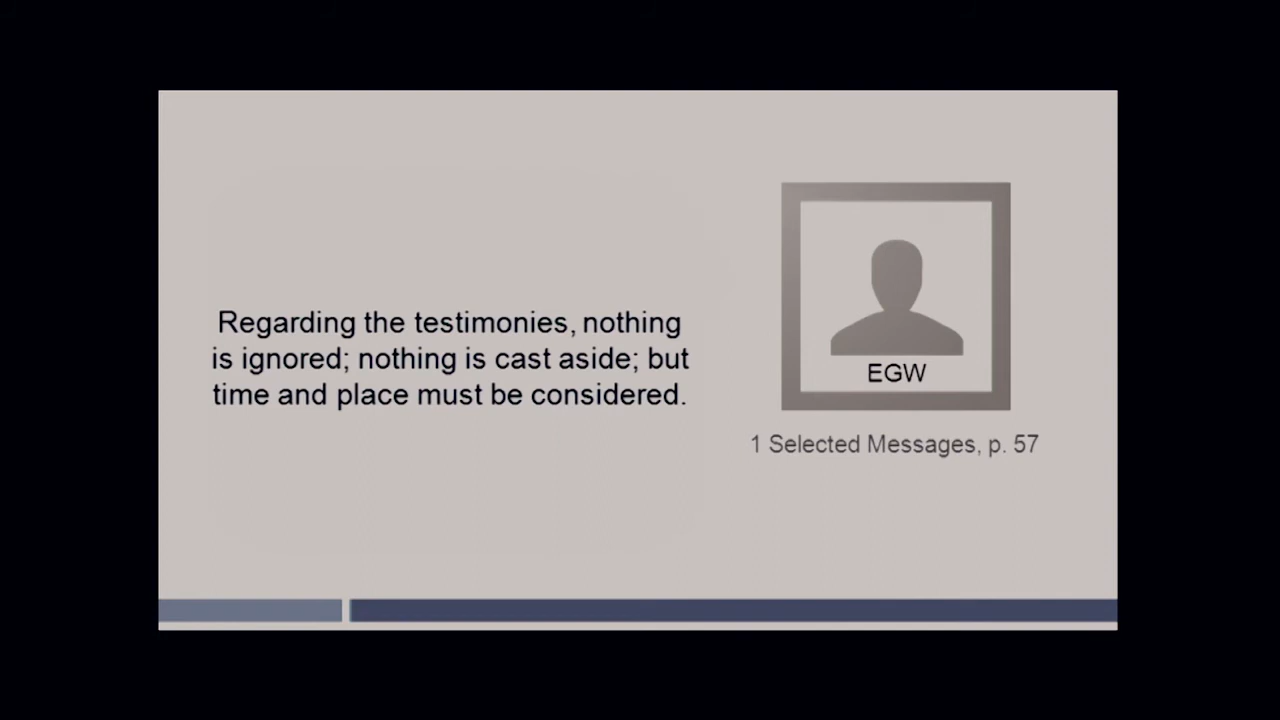 Regarding the testimonies, nothing
is ignored; nothing is cast aside; but
time and place must be considered.
EGW
1 Selected Messages, p. 57